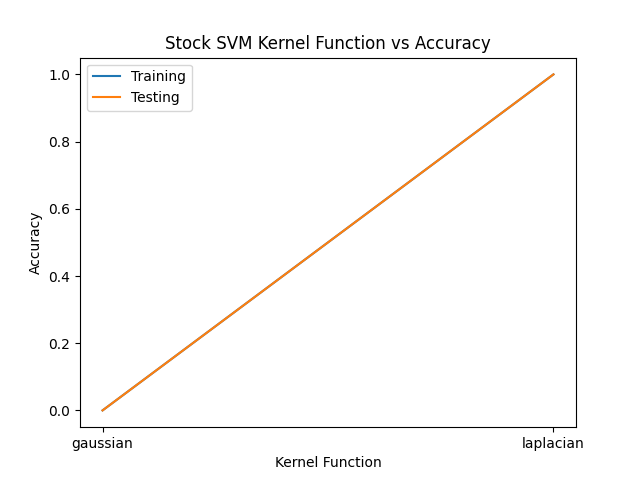 Stock SVM Kernel Function vs Accuracy
Training
Testing
1.0
0.8
0.6
0.4
0.2
0.0
Accuracy
gaussian
laplacian
Kernel Function